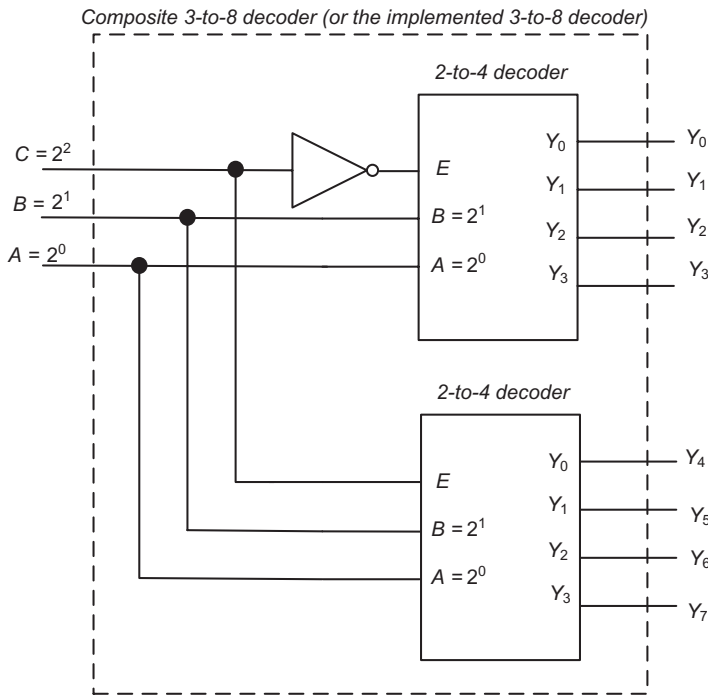 Composite 3-to-8 decoder (or the implemented 3-to-8 decoder)
2-to-4 decoder
C = 2²
B = 2¹
A = 2⁰
E
B = 2¹
A = 2⁰
Y₀
Y₁
Y₂
Y₃
Y₀
Y₁
Y₂
Y₃
2-to-4 decoder
E
B = 2¹
A = 2⁰
Y₀
Y₁
Y₂
Y₃
Y₄
Y₅
Y₆
Y₇